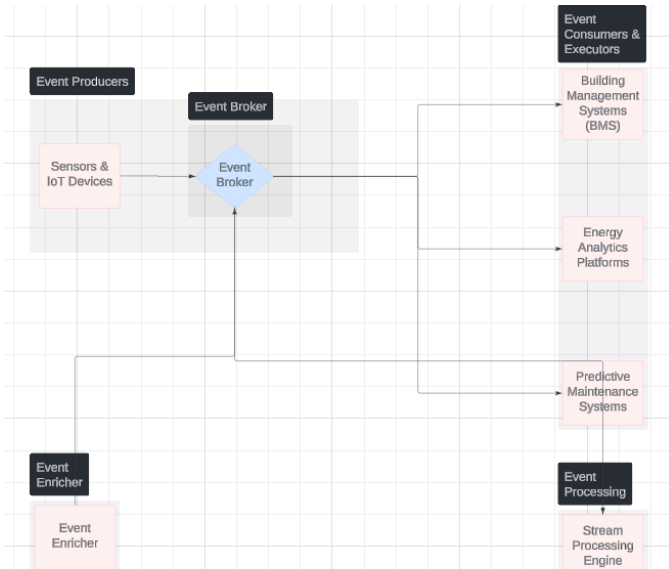 Event
Consumers &
Executors
Event Producers
Building
Management
Systems
(BMS)
Event Broker
Sensors &
IoT Devices
Event
Broker
Energy
Analytics
Platforms
Predictive
Maintenance
Systems
Event
Enricher
Event
Processing
Event
Enricher
Stream
Processing
Engine